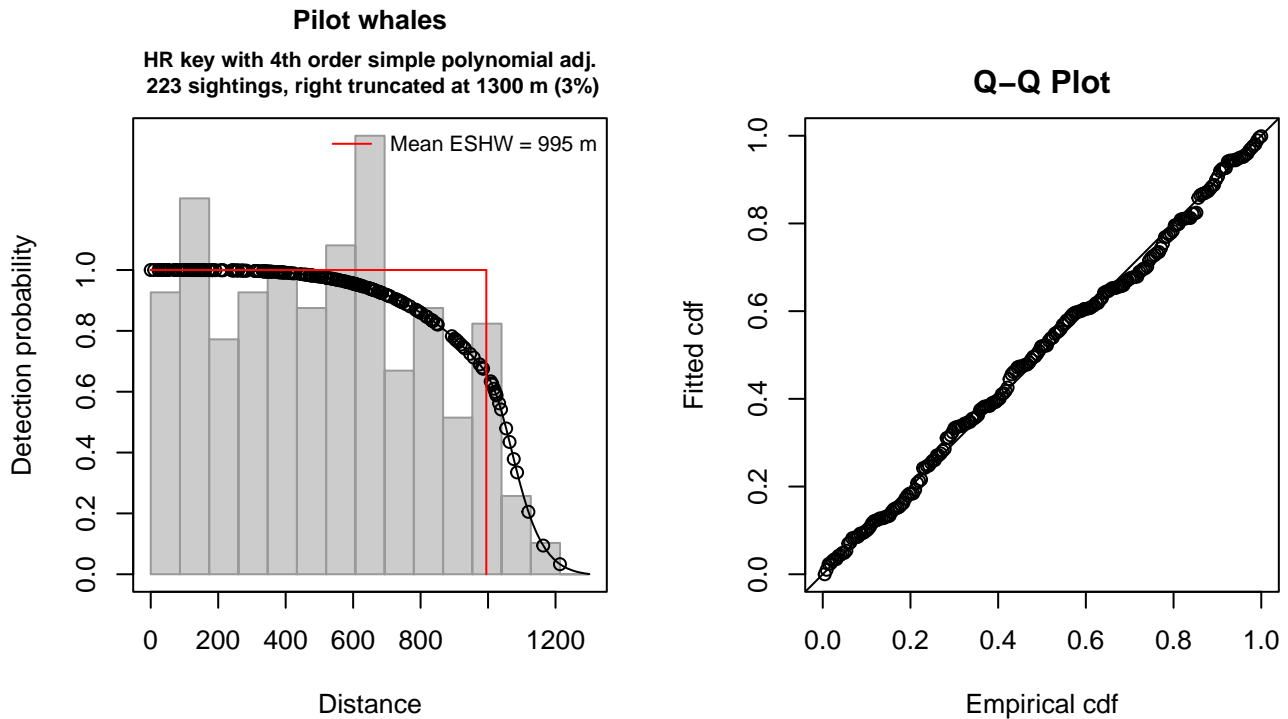 Pilot whales
HR key with 4th order simple polynomial adj.
223 sightings, right truncated at 1300 m (3%)
Mean ESHW = 995 m
Detection probability
0.0 0.2 0.4 0.6 0.8 1.0
0 200 400 600 800 1200
Distance
Q−Q Plot
Fitted cdf
0.0 0.2 0.4 0.6 0.8 1.0
0.0 0.2 0.4 0.6 0.8 1.0
Empirical cdf